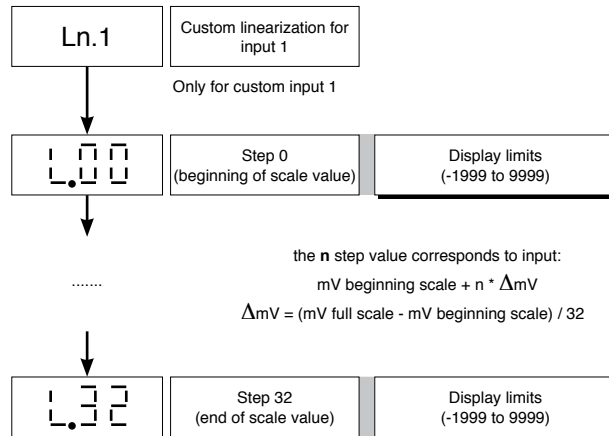 Ln.1
Custom linearization for
input 1
Only for custom input 1
L.00
Step 0
(beginning of scale value)
Display limits
(-1999 to 9999)
the n step value corresponds to input:
mV beginning scale + n * ΔmV
ΔmV = (mV full scale - mV beginning scale) / 32
.......
L.32
Step 32
(end of scale value)
Display limits
(-1999 to 9999)